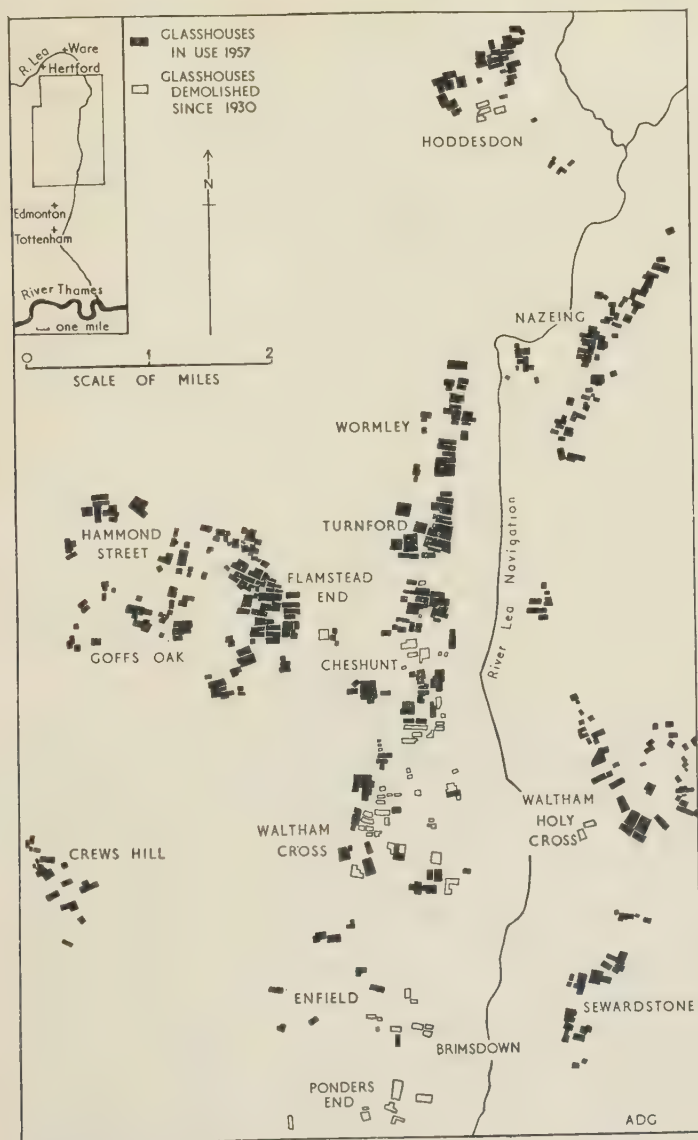 R. Lea
Ware
Hertford
Edmonton
Tottenham
River Thames
one mile
GLASSHOUSES
IN USE 1957
GLASSHOUSES
DEMOLISHED
SINCE 1930
N
0 1 2
SCALE OF MILES
HODDESDON
NAZEING
WORMLEY
TURNFORD
HAMMOND
STREET
FLAMSTEAD
END
GOFFS OAK
CHESHUNT
River Lea Navigation
WALTHAM
HOLY
CROSS
WALTHAM
CROSS
CREWS HILL
ENFIELD
SEWARDSTONE
BRIMSDOWN
PONDERS
END
ADG